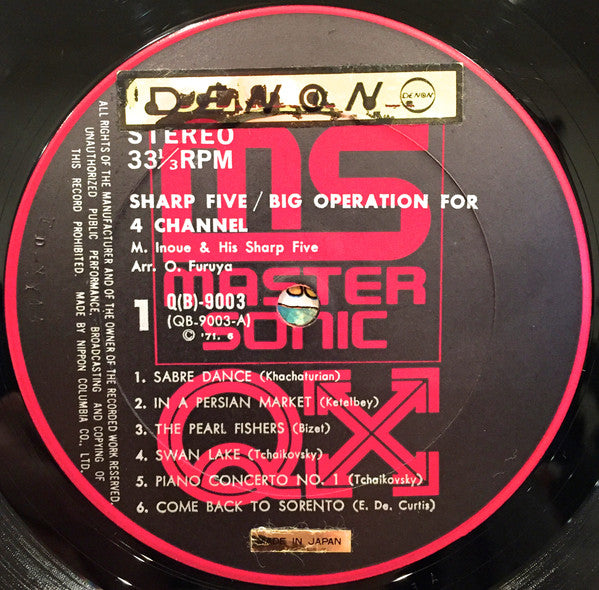 DENON
DENON
STEREO
33⅓RPM
MS
SHARP FIVE / BIG OPERATION FOR
4 CHANNEL
M. Inoue & His Sharp Five
Arr. O. Furuya
MASTER
SONIC
1
Q(B)-9003
(QB-9003-A)
© '71. 6
QX
1. SABRE DANCE (Khachaturian)
2. IN A PERSIAN MARKET (Ketelbey)
3. THE PEARL FISHERS (Bizet)
4. SWAN LAKE (Tchaikovsky)
5. PIANO CONCERTO NO. 1 (Tchaikovsky)
6. COME BACK TO SORENTO (E. De. Curtis)
MADE IN JAPAN
ALL RIGHTS OF THE MANUFACTURER AND OF THE OWNER OF THE RECORDED WORK RESERVED.
UNAUTHORIZED PUBLIC PERFORMANCE, BROADCASTING AND COPYING OF
THIS RECORD PROHIBITED. MADE BY NIPPON COLUMBIA CO., LTD.